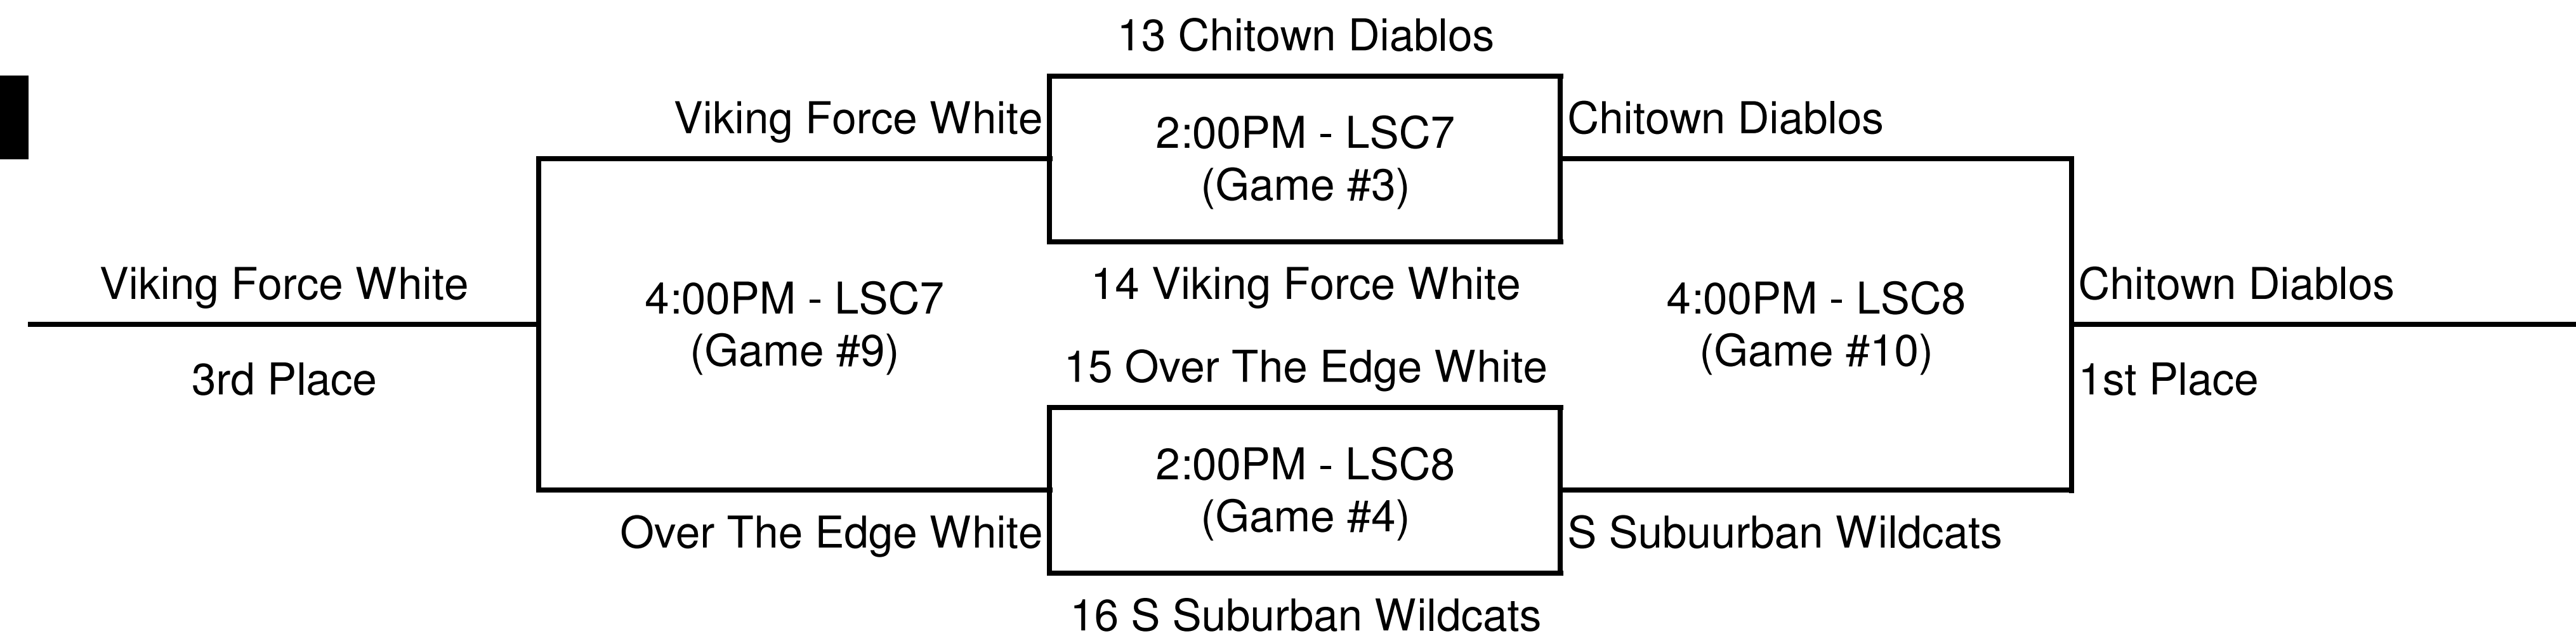 13 Chitown Diablos
Viking Force White
2:00PM - LSC7
(Game #3)
Chitown Diablos
Viking Force White
3rd Place
4:00PM - LSC7
(Game #9)
14 Viking Force White
15 Over The Edge White
4:00PM - LSC8
(Game #10)
Chitown Diablos
1st Place
Over The Edge White
2:00PM - LSC8
(Game #4)
S Subuurban Wildcats
16 S Suburban Wildcats